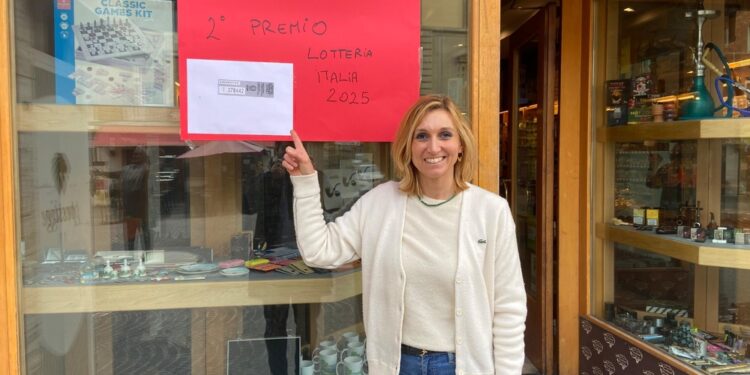 CLASSIC
GAMES KIT
2° PREMIO
LOTTERIA
ITALIA
2025